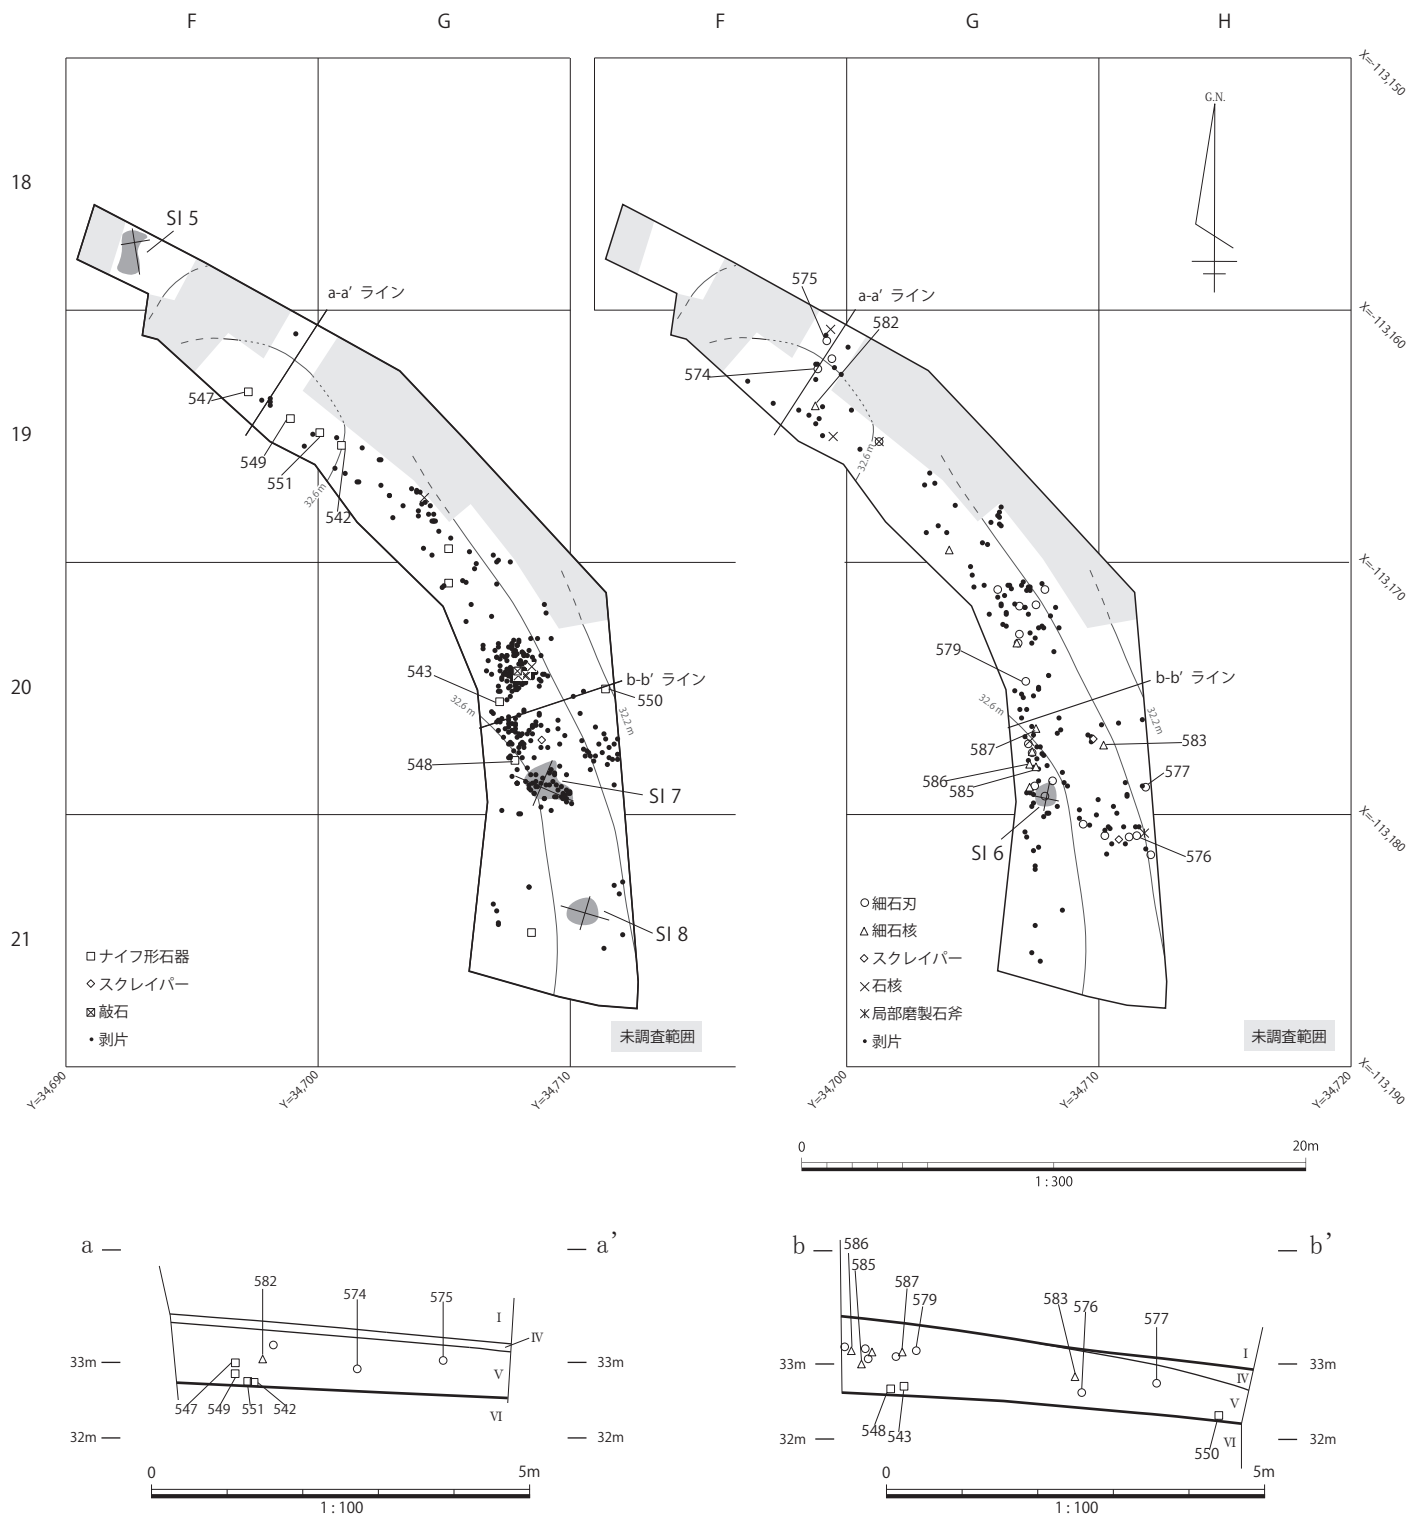 F G F G H
X=-113,150
G.N.
18
SI 5
575
a-a’ ライン
a-a’ ライン
582
X=-113,160
574
547
19
549
551
32.6 m
32.6 m
542
X=-113,170
579
543
b-b’ ライン
b-b’ ライン
20
550
32.6 m
32.2 m
32.6 m
32.2 m
587
583
548
586
585
577
SI 7
X=-113,180
SI 6
576
SI 8
21
□ナイフ形石器
◇スクレイパー
⊠敲石
•剥片
未調査範囲
○細石刃
△細石核
◇スクレイパー
×石核
局部磨製石斧
•剥片
未調査範囲
Y=34,690
Y=34,700
Y=34,710
Y=34,700
Y=34,710
Y=34,720
X=-113,190
0 20m
1 : 300
a a’
582
574
575
I
IV
33m 33m
V
547 549 551 542
VI
32m 32m
0 5m
1 : 100
b b’
586
585
587
579
583
576
577
I
33m 33m
IV
V
548
543
VI
550
32m 32m
0 5m
1 : 100